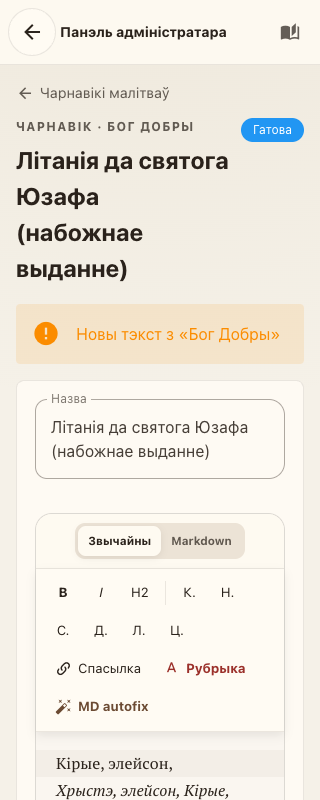 Панэль адміністратара
Чарнавікі малітваў
ЧАРНАВІК · БОГ ДОБРЫ
Гатова
Літанія да святога
Юзафа
(набожнае
выданне)
Новы тэкст з «Бог Добры»
Назва
Літанія да святога Юзафа
(набожнае выданне)
Звычайны Markdown
B I H2 К. Н.
С. Д. Л. Ц.
Спасылка A Рубрыка
MD autofix
Кірые, элейсон,
Хрыстэ, элейсон, Кірые,